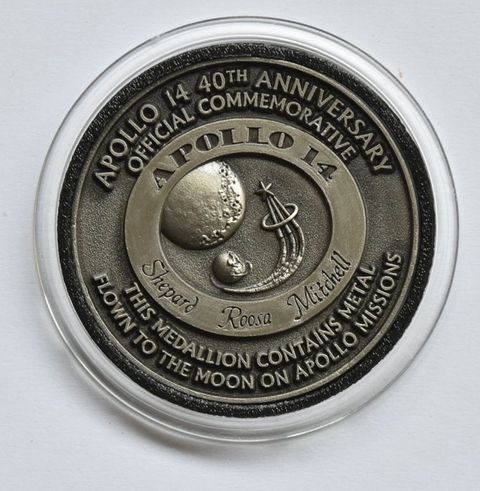 APOLLO 14 40TH ANNIVERSARY
OFFICIAL COMMEMORATIVE
APOLLO 14
Shepard Roosa Mitchell
THIS MEDALLION CONTAINS METAL
FLOWN TO THE MOON ON APOLLO MISSIONS